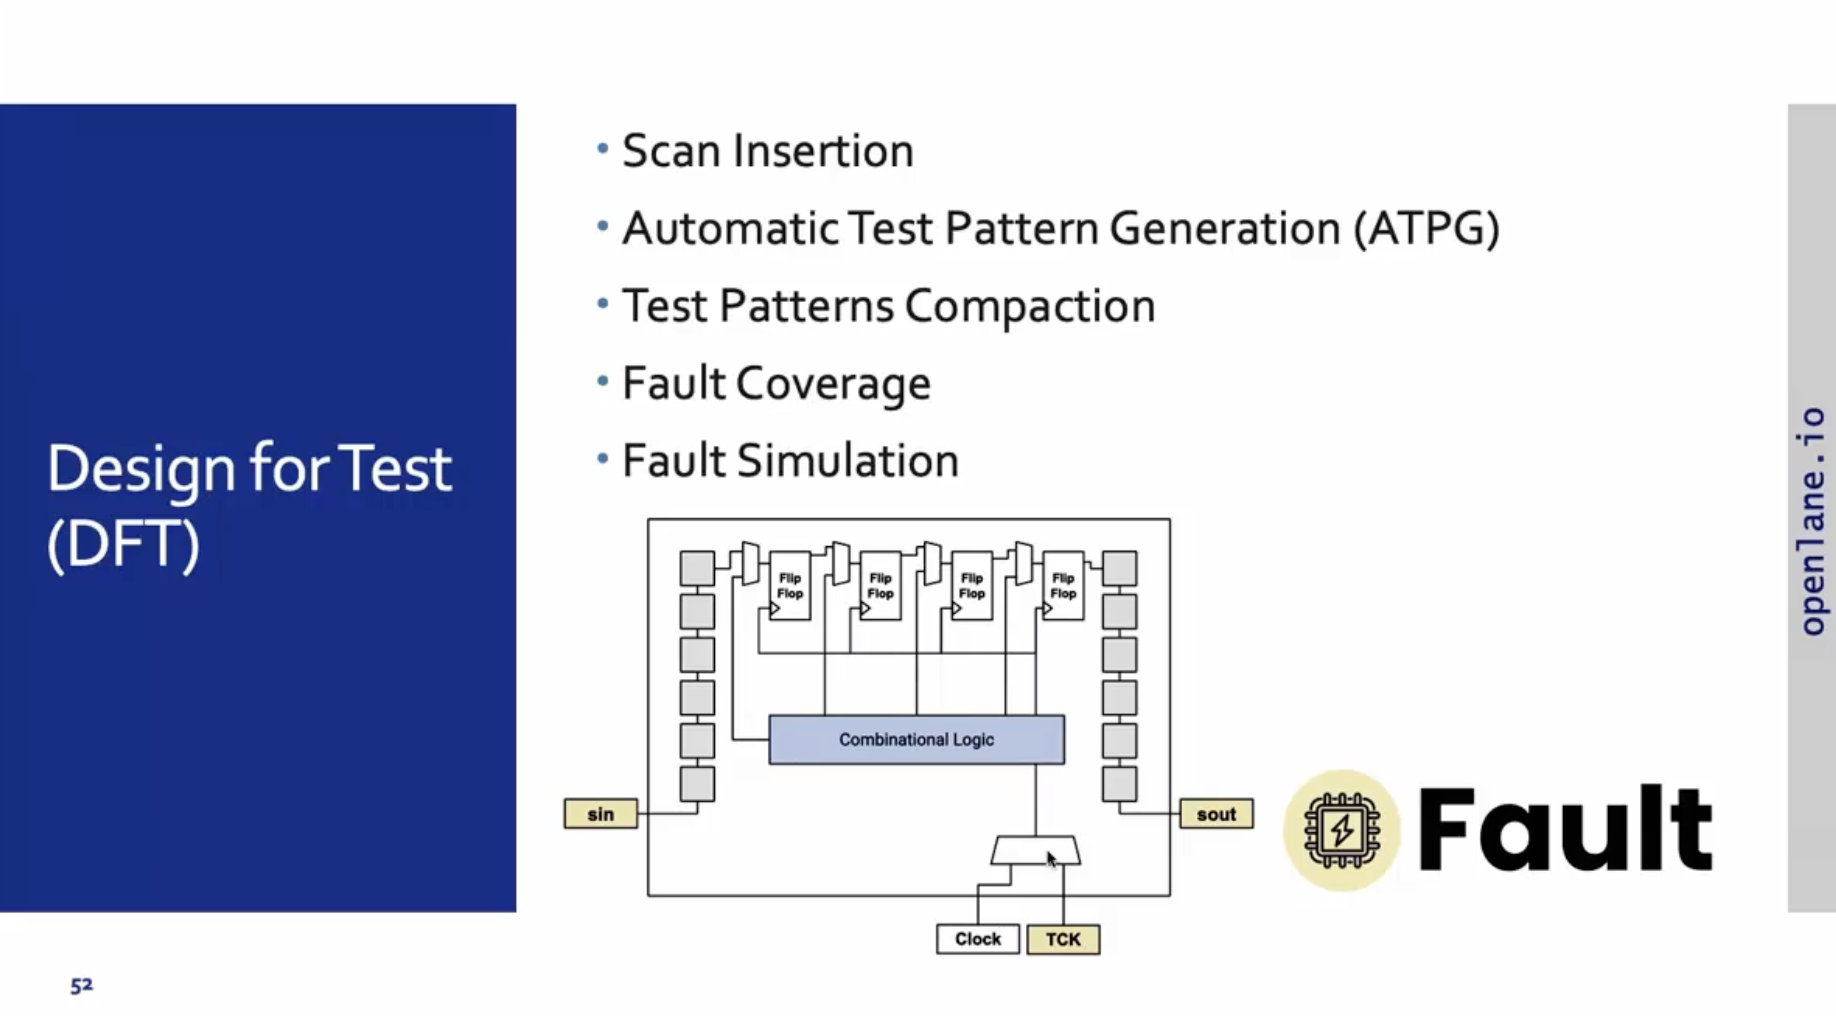 Design for Test
(DFT)
• Scan Insertion
• Automatic Test Pattern Generation (ATPG)
• Test Patterns Compaction
• Fault Coverage
• Fault Simulation
Flip
Flop
Flip
Flop
Flip
Flop
Flip
Flop
Combinational Logic
sin
sout
Clock
TCK
Fault
openlane.io
52